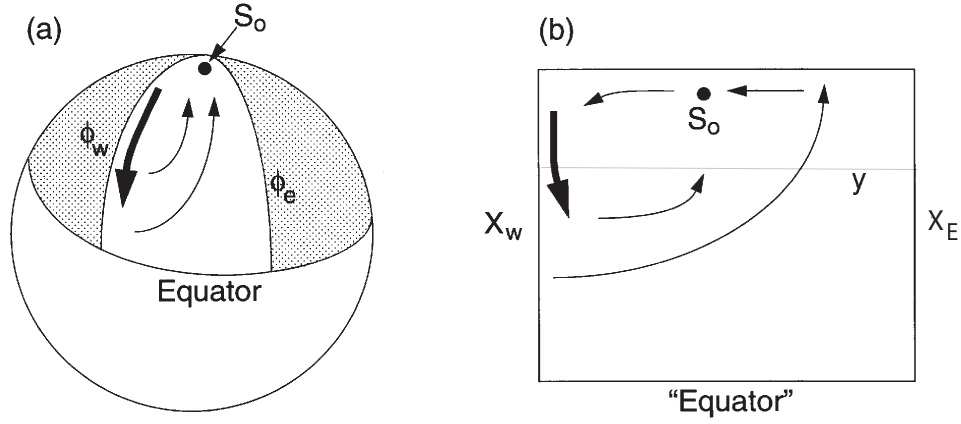 (a)
S₀
ϕw
ϕe
Equator
(b)
S₀
y
Xw
XE
“Equator”